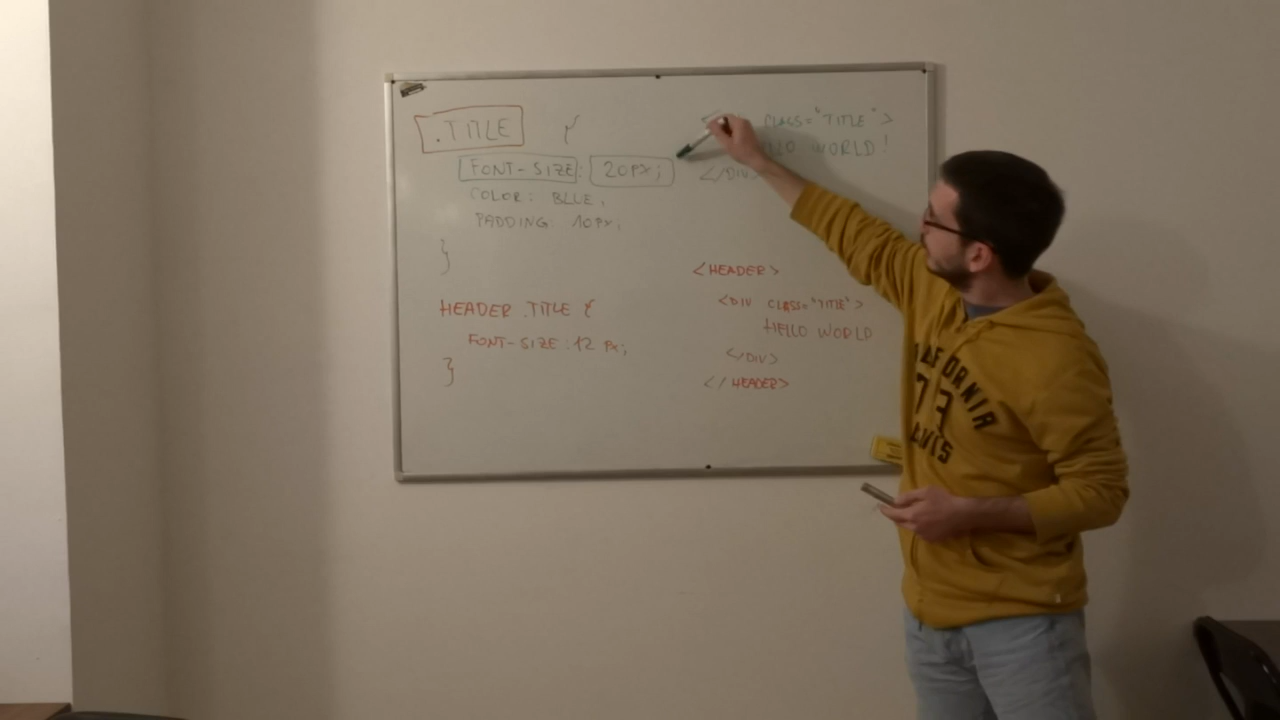 .TITLE {
FONT-SIZE: 20PX;
COLOR: BLUE;
PADDING: 10PX;
}
HEADER .TITLE {
FONT-SIZE: 12 PX;
}
< CLASS="TITLE">
WORLD!
</DIV>
<HEADER>
<DIV CLASS="TITLE">
HELLO WORLD
</DIV>
</HEADER>
73